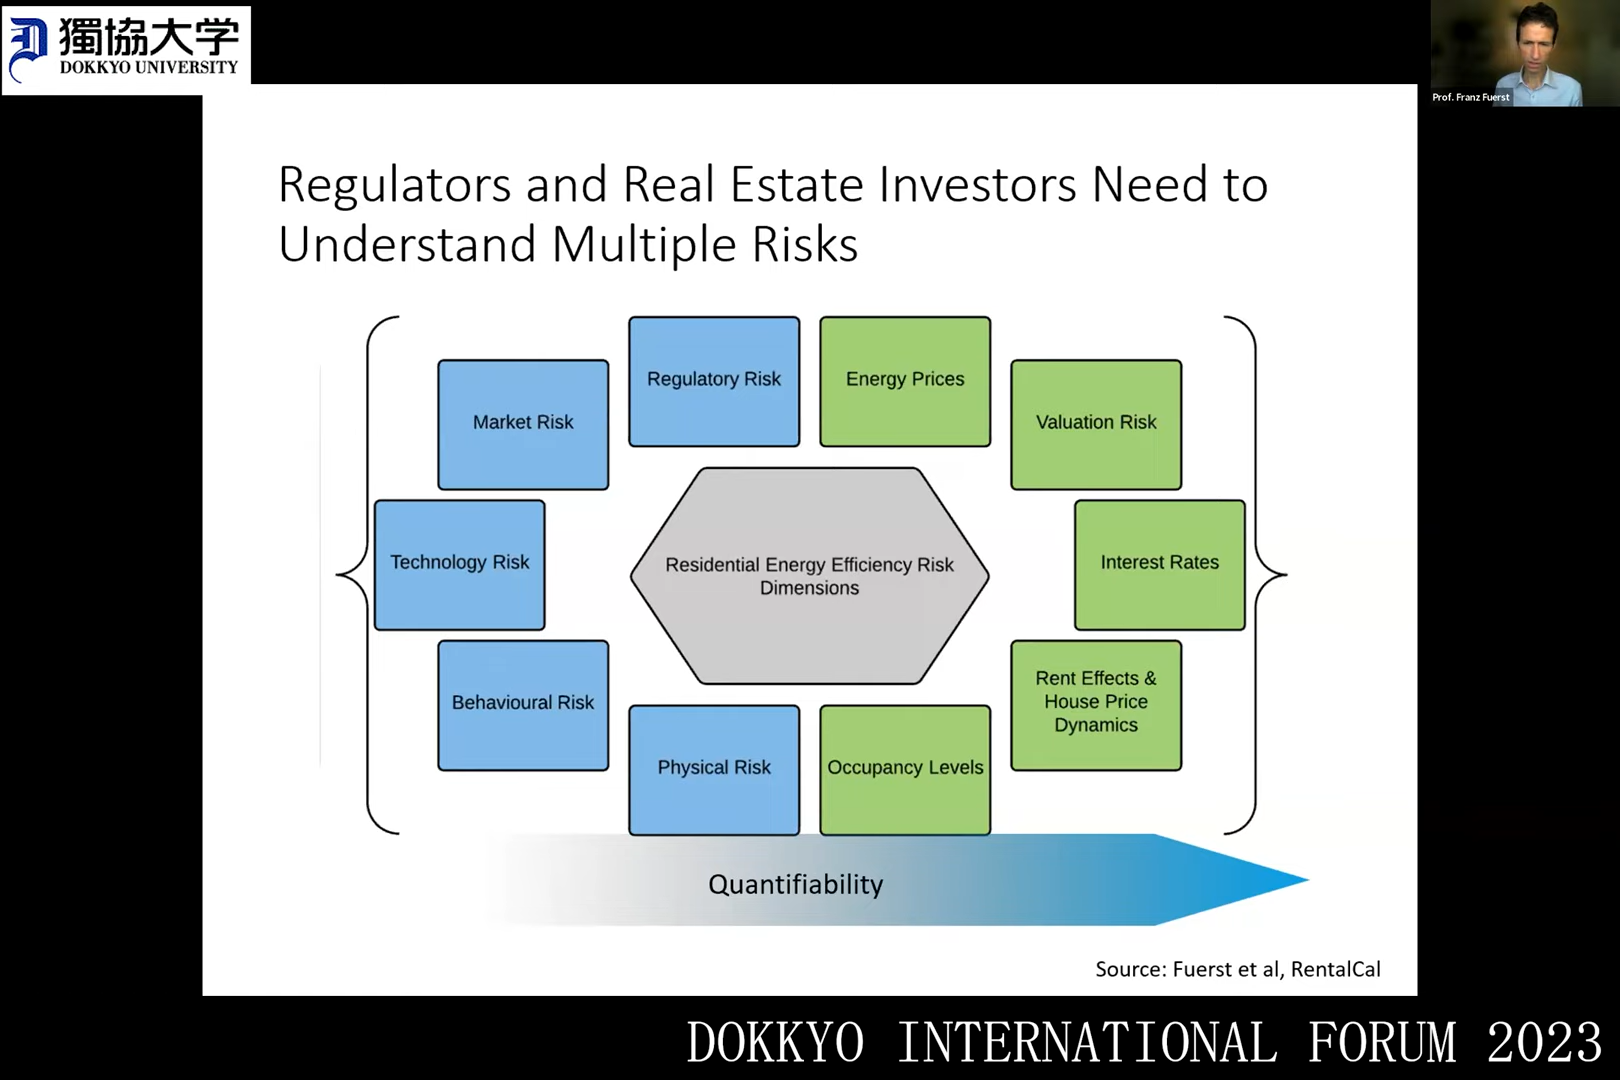 獨協大学
DOKKYO UNIVERSITY
Prof. Franz Fuerst
Regulators and Real Estate Investors Need to
Understand Multiple Risks
Regulatory Risk
Energy Prices
Market Risk
Valuation Risk
Technology Risk
Residential Energy Efficiency Risk
Dimensions
Interest Rates
Behavioural Risk
Rent Effects &
House Price
Dynamics
Physical Risk
Occupancy Levels
Quantifiability
Source: Fuerst et al, RentalCal
DOKKYO INTERNATIONAL FORUM 2023